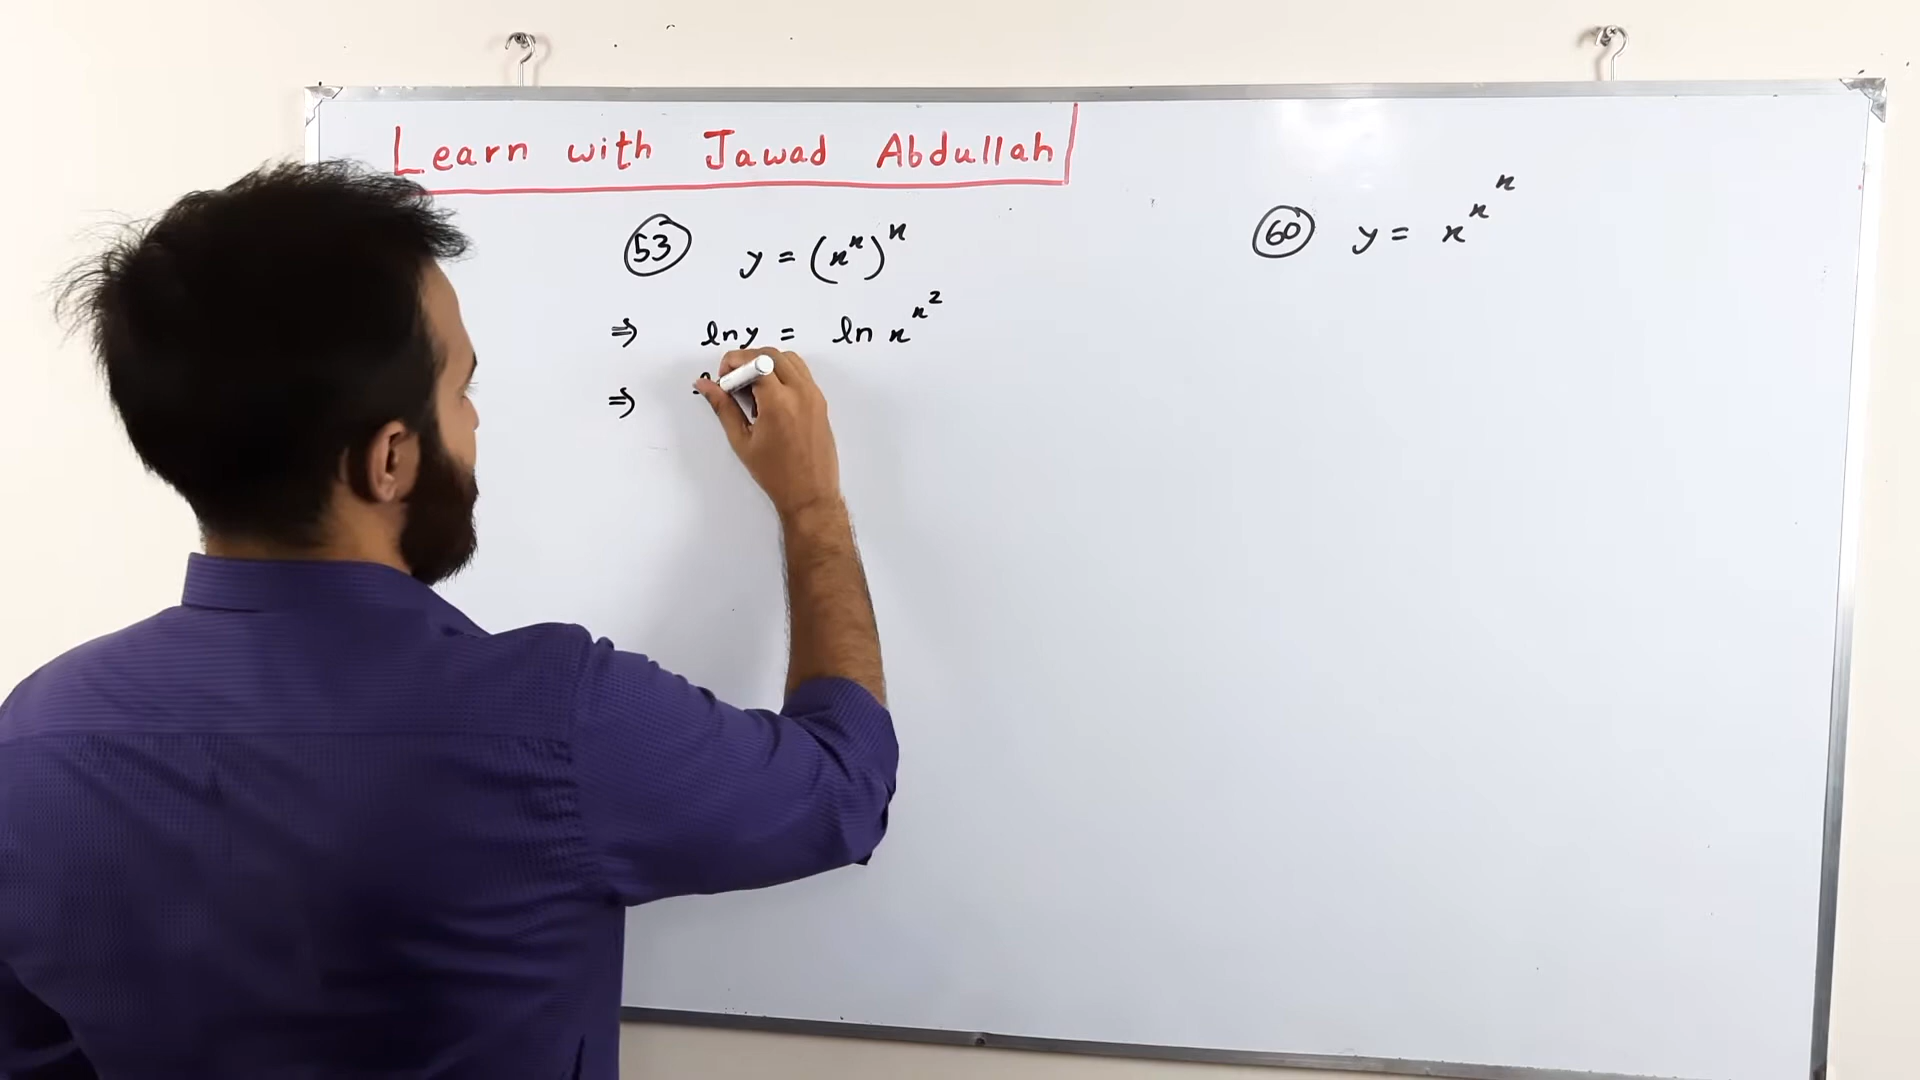 Learn with Jawad Abdullah
53 y = (x^x)^x
⇒ ln y = ln x^x^2
⇒
60 y = x^x^x